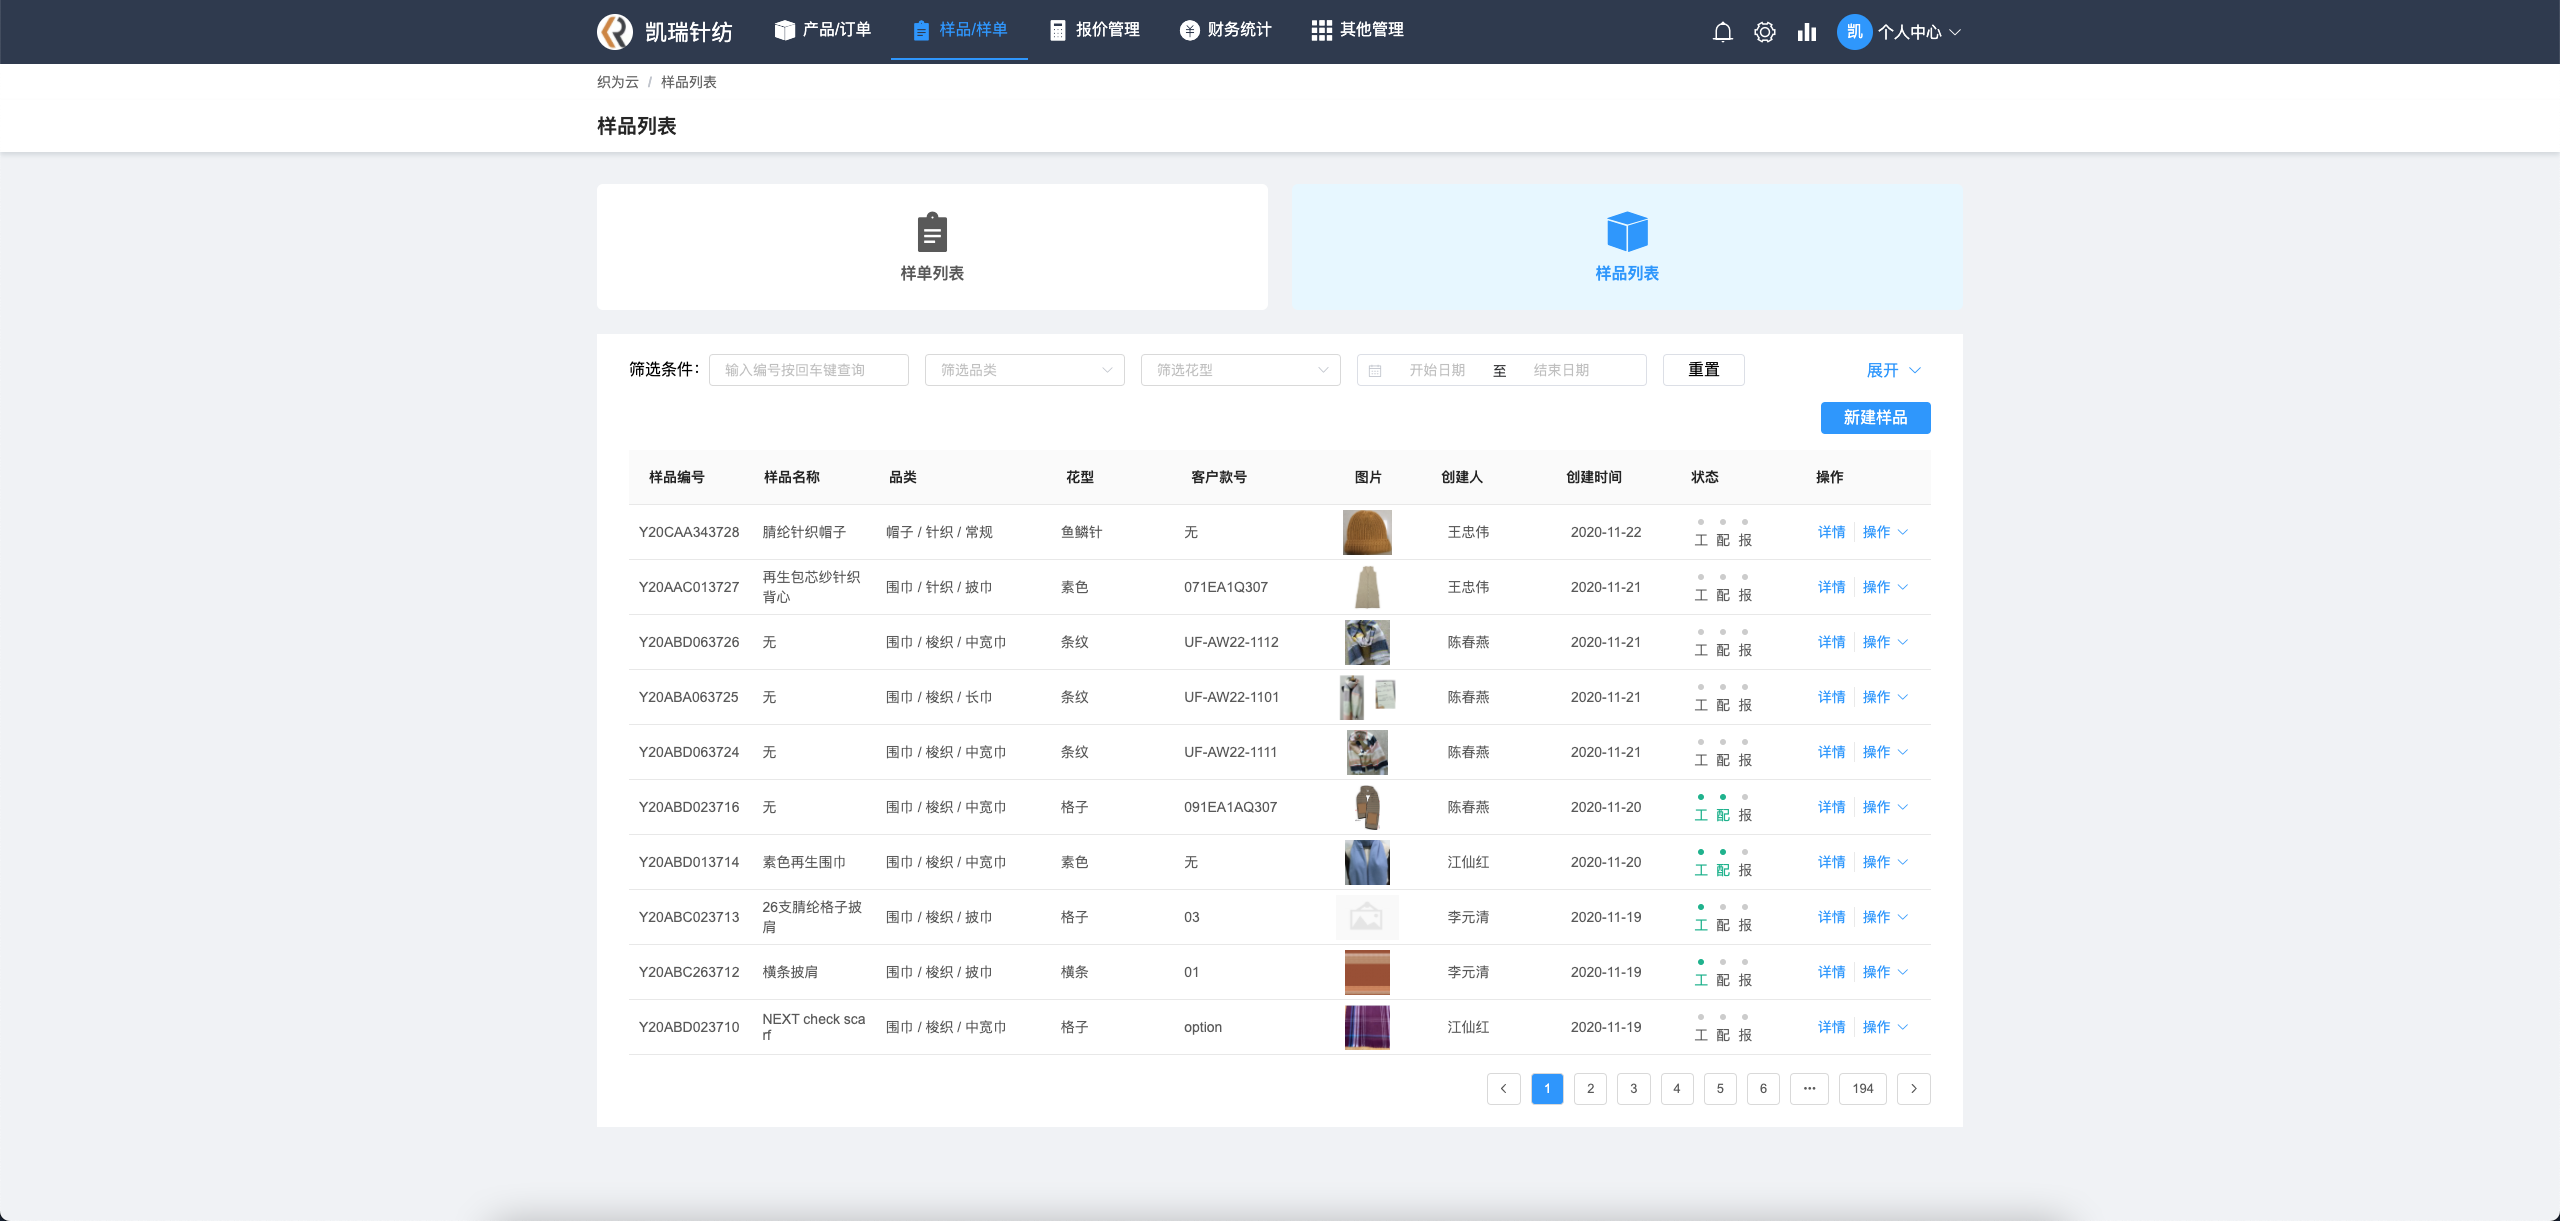 凯瑞针纺 产品/订单 样品/样单 报价管理 财务统计 其他管理 凯 个人中心
织为云 / 样品列表
样品列表
样单列表 样品列表
筛选条件: 输入编号按回车键查询 筛选品类 筛选花型 开始日期 至 结束日期 重置 展开
新建样品
样品编号 样品名称 品类 花型 客户款号 图片 创建人 创建时间 状态 操作
Y20CAA343728 腈纶针织帽子 帽子 / 针织 / 常规 鱼鳞针 无 王忠伟 2020-11-22 工 配 报 详情 操作
Y20AAC013727 再生包芯纱针织 围巾 / 针织 / 披巾 素色 071EA1Q307 王忠伟 2020-11-21 工 配 报 详情 操作
背心
Y20ABD063726 无 围巾 / 梭织 / 中宽巾 条纹 UF-AW22-1112 陈春燕 2020-11-21 工 配 报 详情 操作
Y20ABA063725 无 围巾 / 梭织 / 长巾 条纹 UF-AW22-1101 陈春燕 2020-11-21 工 配 报 详情 操作
Y20ABD063724 无 围巾 / 梭织 / 中宽巾 条纹 UF-AW22-1111 陈春燕 2020-11-21 工 配 报 详情 操作
Y20ABD023716 无 围巾 / 梭织 / 中宽巾 格子 091EA1AQ307 陈春燕 2020-11-20 工 配 报 详情 操作
Y20ABD013714 素色再生围巾 围巾 / 梭织 / 中宽巾 素色 无 江仙红 2020-11-20 工 配 报 详情 操作
Y20ABC023713 26支腈纶格子披 围巾 / 梭织 / 披巾 格子 03 李元清 2020-11-19 工 配 报 详情 操作
肩
Y20ABC263712 横条披肩 围巾 / 梭织 / 披巾 横条 01 李元清 2020-11-19 工 配 报 详情 操作
Y20ABD023710 NEXT check sca 围巾 / 梭织 / 中宽巾 格子 option 江仙红 2020-11-19 工 配 报 详情 操作
rf
1 2 3 4 5 6 ··· 194